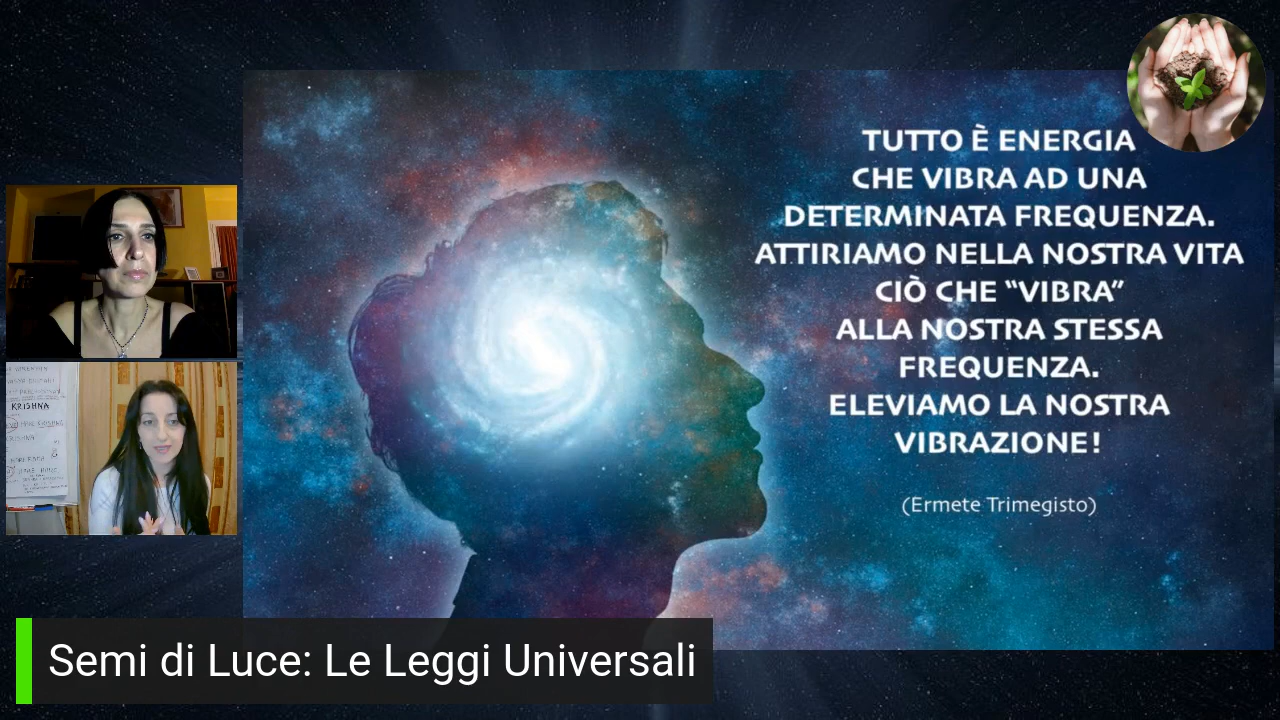 TUTTO È ENERGIA
CHE VIBRA AD UNA
DETERMINATA FREQUENZA.
ATTIRIAMO NELLA NOSTRA VITA
CIÒ CHE “VIBRA”
ALLA NOSTRA STESSA
FREQUENZA.
ELEVIAMO LA NOSTRA
VIBRAZIONE!
(Ermete Trimegisto)
KRISHNA
Semi di Luce: Le Leggi Universali